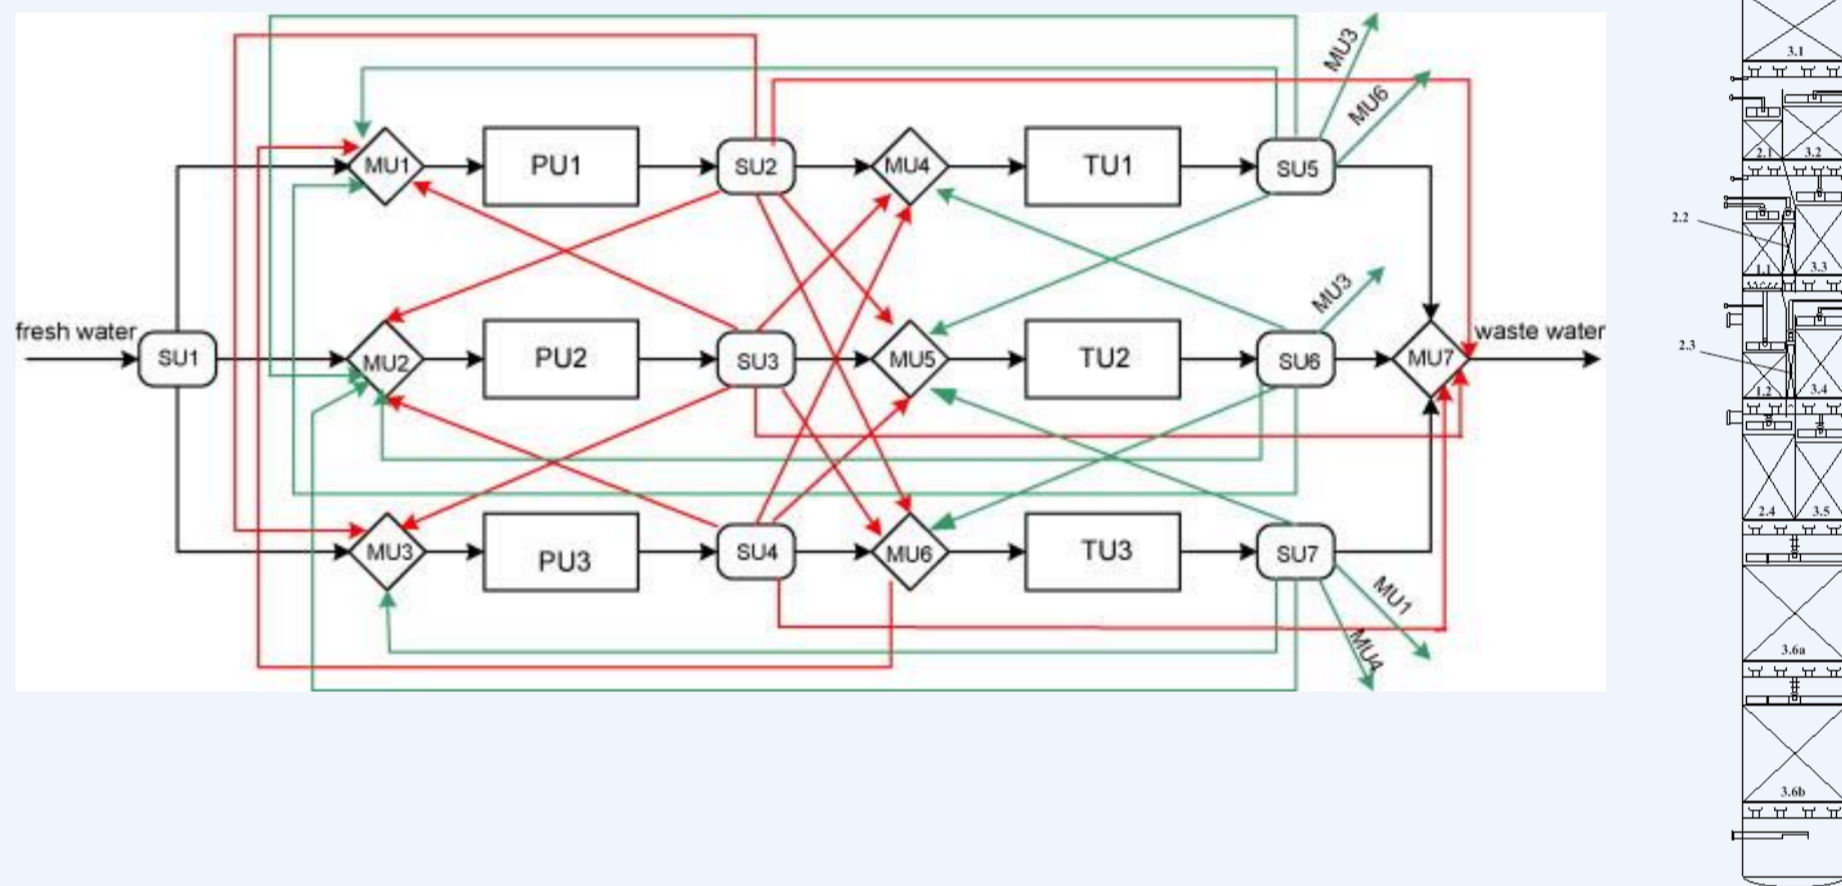 MU3
MU6
MU1
PU1
SU2
MU4
TU1
SU5
MU3
fresh water
SU1
MU2
PU2
SU3
MU5
TU2
SU6
MU7
waste water
MU3
PU3
SU4
MU6
TU3
SU7
MU1
MU4
3.1
2.1
3.2
2.2
1.1
3.3
2.3
1.2
3.4
2.4
3.5
3.6a
3.6b